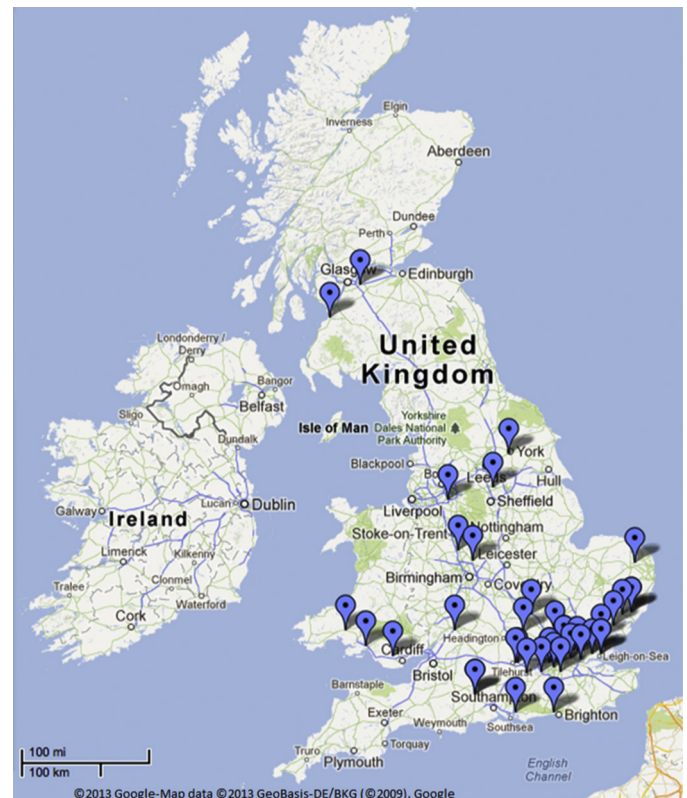 Elgin
Inverness
Aberdeen
Dundee
Perth
Edinburgh
United
Kingdom
Londonderry /
Derry
Omagh
Bangor
Belfast
Sligo
Isle of Man
Yorkshire
Dales National
Park Authority
York
Dundalk
Blackpool
Leeds
Hull
Galway
Ireland
Lucan
Dublin
Liverpool
Sheffield
Stoke-on-Trent
Nottingham
Limerick
Kilkenny
Leicester
Tralee
Clonmel
Birmingham
Waterford
Cork
Headington
Cardiff
Leigh-on-Sea
Bristol
Tilehurst
Barnstaple
Exeter
Weymouth
Southsea
Brighton
Truro
Torquay
Plymouth
English
Channel
100 mi
100 km
©2013 Google-Map data ©2013 GeoBasis-DE/BKG (©2009), Google